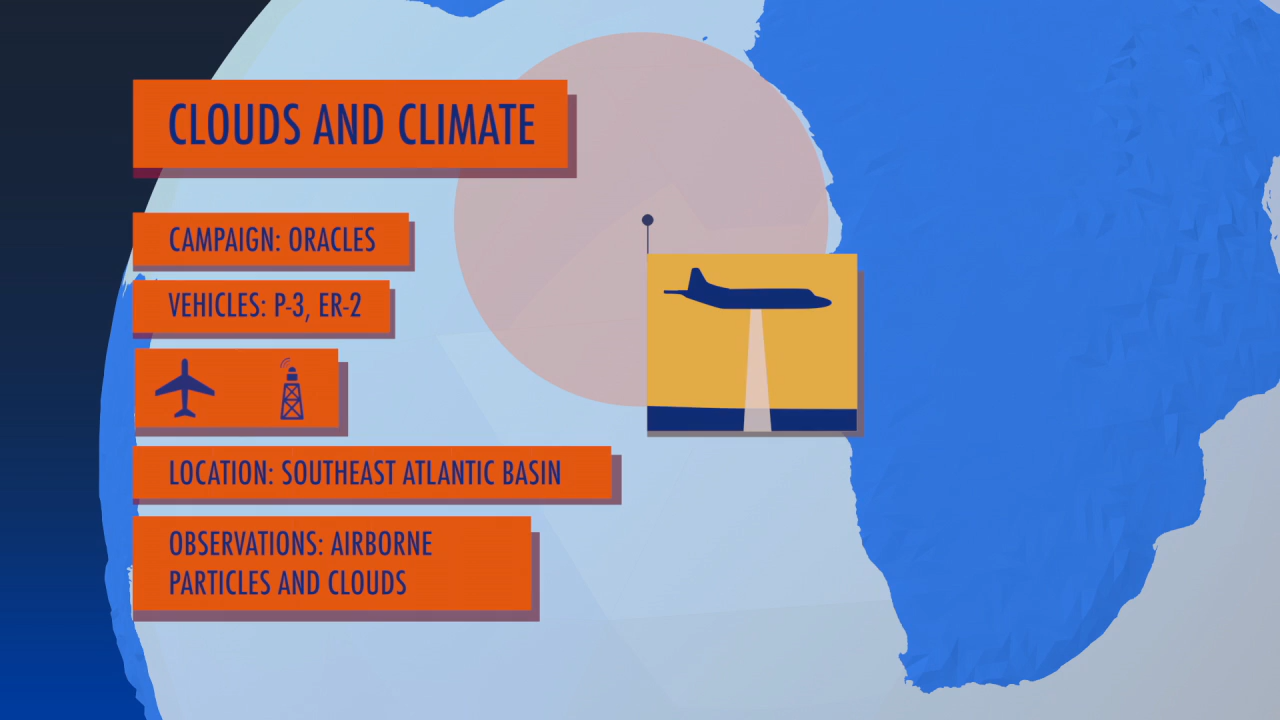 CLOUDS AND CLIMATE
CAMPAIGN: ORACLES
VEHICLES: P-3, ER-2
LOCATION: SOUTHEAST ATLANTIC BASIN
OBSERVATIONS: AIRBORNE
PARTICLES AND CLOUDS